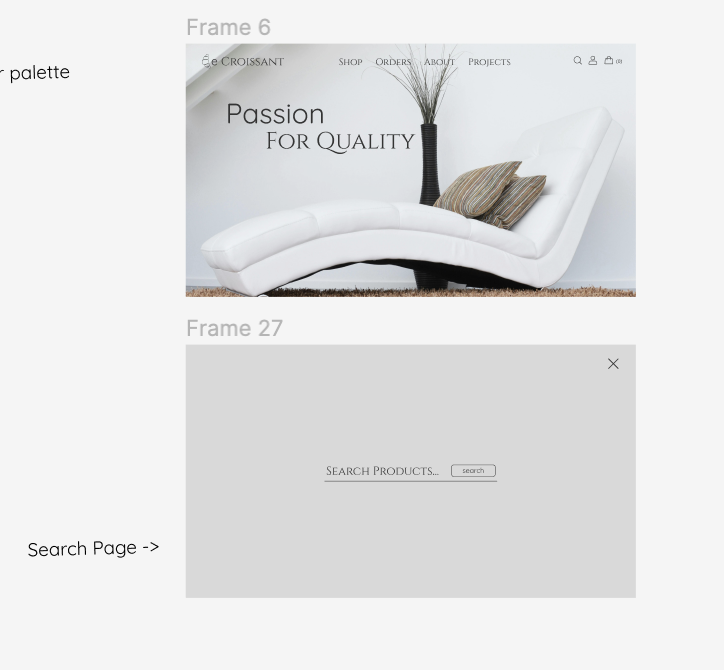 Frame 6
r palette
de Croissant Shop Orders About Projects (0)
Passion
For Quality
Frame 27
Search Products... search
Search Page ->